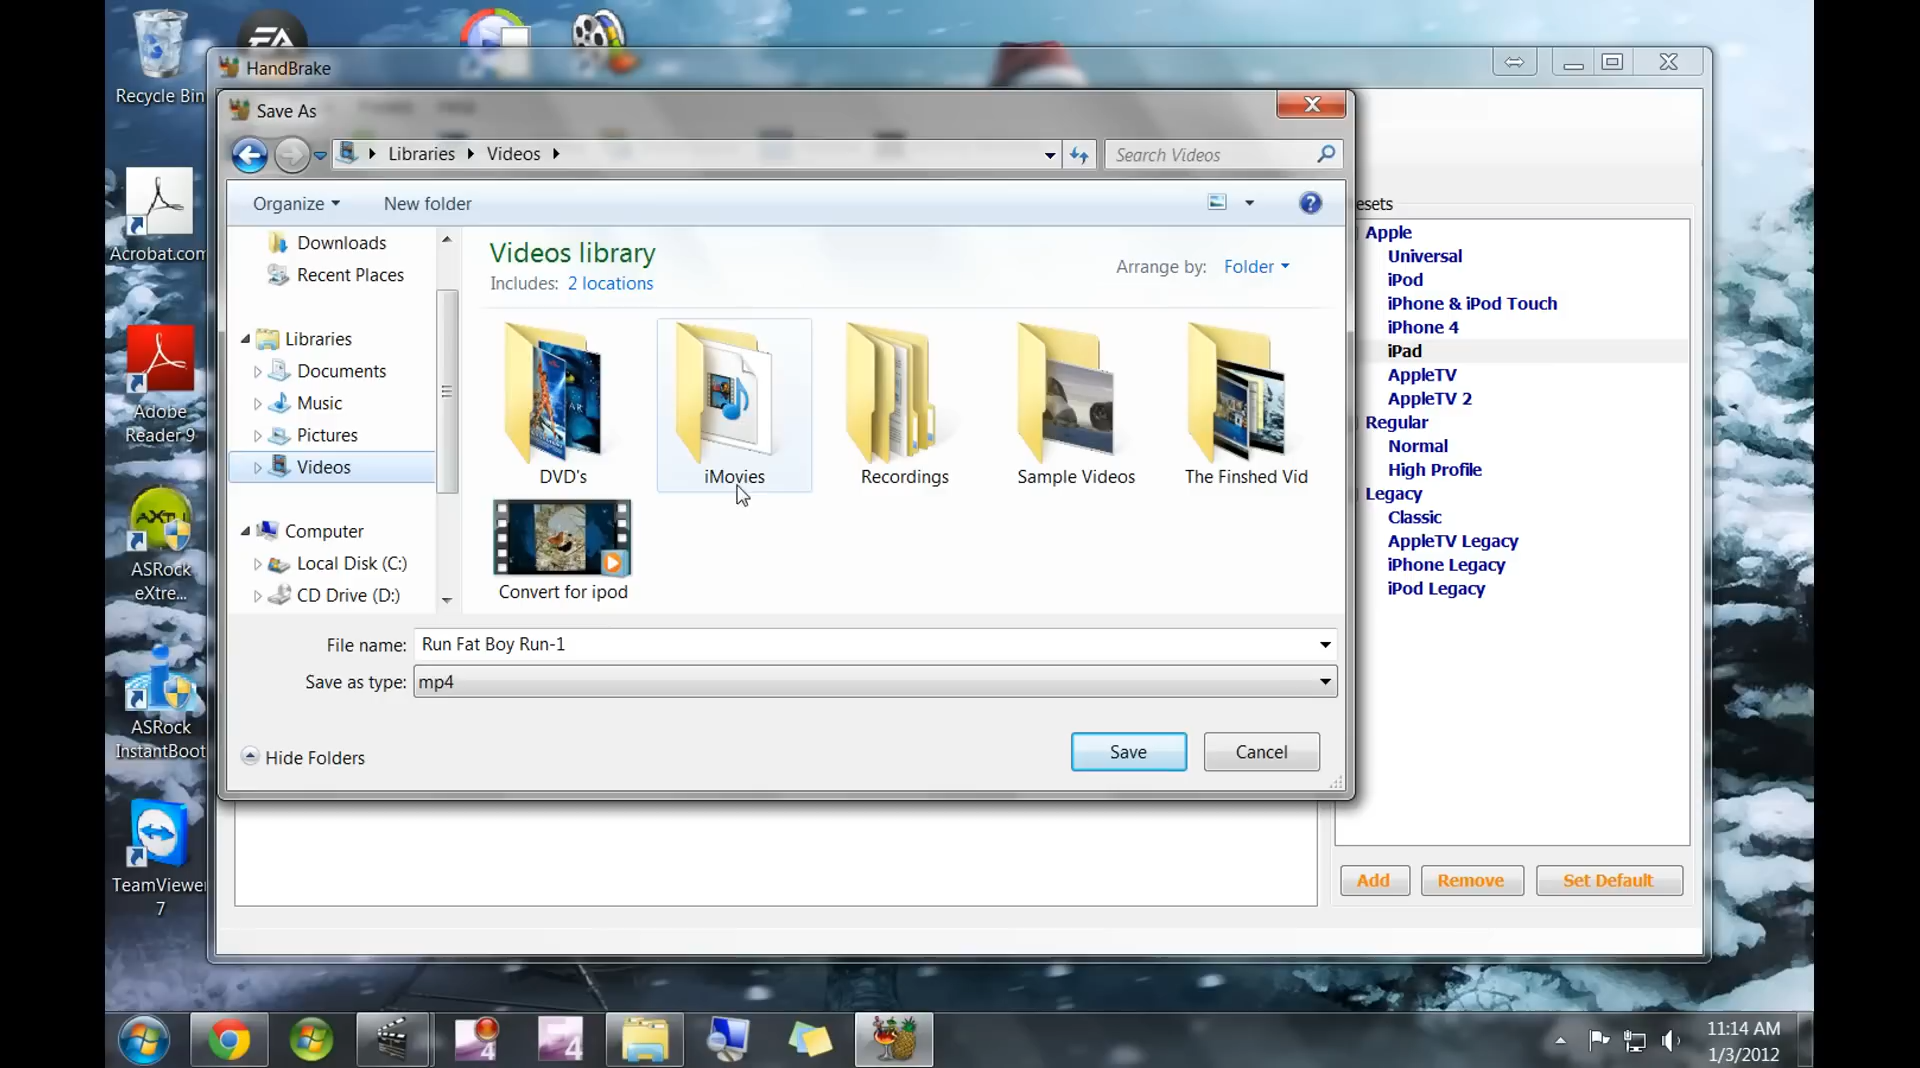 Recycle Bin
EA
Acrobat.com
Adobe
Reader 9
AXTU
ASRock
eXtre...
ASRock
InstantBoot
TeamViewer
7
HandBrake
Save As
Libraries
Videos
Search Videos
Organize
New folder
Downloads
Recent Places
Libraries
Documents
Music
Pictures
Videos
Computer
Local Disk (C:)
CD Drive (D:)
Videos library
Includes: 2 locations
Arrange by: Folder
DVD's
iMovies
Recordings
Sample Videos
The Finshed Vid
Convert for ipod
File name: Run Fat Boy Run-1
Save as type: mp4
Hide Folders
Save
Cancel
esets
Apple
Universal
iPod
iPhone & iPod Touch
iPhone 4
iPad
AppleTV
AppleTV 2
Regular
Normal
High Profile
Legacy
Classic
AppleTV Legacy
iPhone Legacy
iPod Legacy
Add
Remove
Set Default
4
4
11:14 AM
1/3/2012